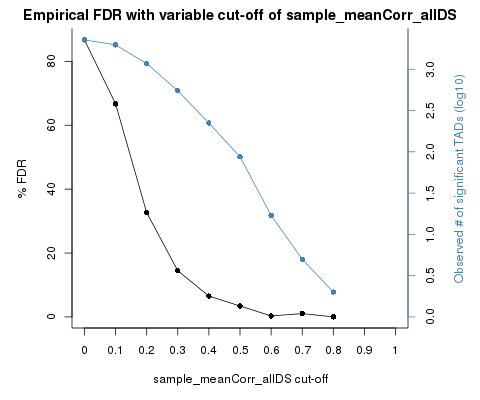 Empirical FDR with variable cut-off of sample_meanCorr_allDS
% FDR
80
60
40
20
0
3.0
2.5
2.0
1.5
1.0
0.5
0.0
Observed # of significant TADs (log10)
0 0.1 0.2 0.3 0.4 0.5 0.6 0.7 0.8 0.9 1
sample_meanCorr_allDS cut-off